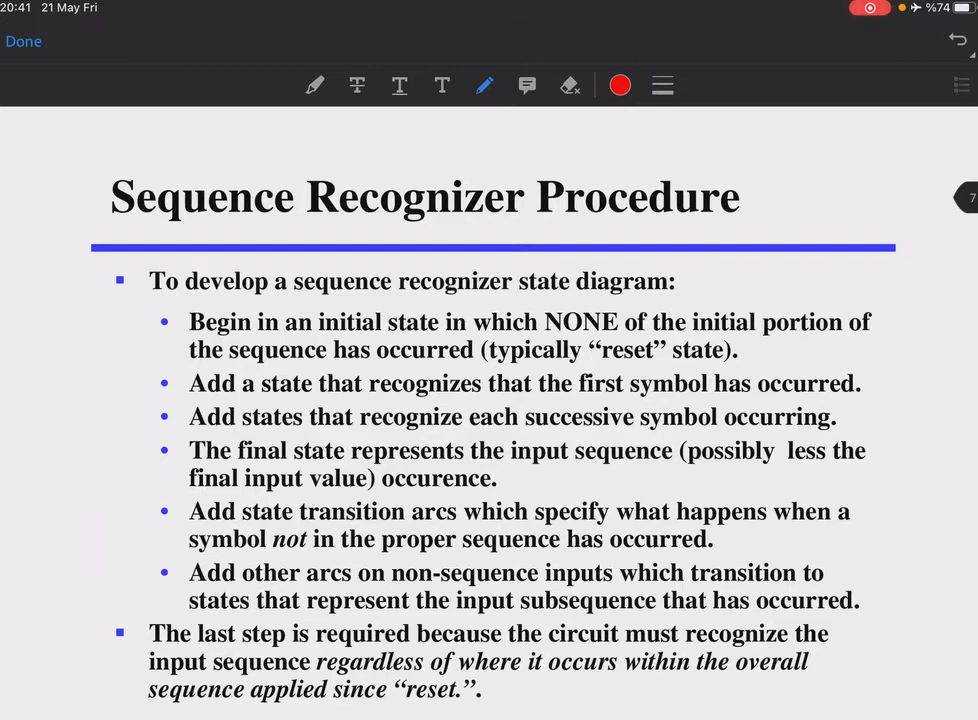 20:41 21 May Fri
%74
Done
T T T
Sequence Recognizer Procedure
7
To develop a sequence recognizer state diagram:
Begin in an initial state in which NONE of the initial portion of
the sequence has occurred (typically “reset” state).
Add a state that recognizes that the first symbol has occurred.
Add states that recognize each successive symbol occurring.
The final state represents the input sequence (possibly less the
final input value) occurence.
Add state transition arcs which specify what happens when a
symbol not in the proper sequence has occurred.
Add other arcs on non-sequence inputs which transition to
states that represent the input subsequence that has occurred.
The last step is required because the circuit must recognize the
input sequence regardless of where it occurs within the overall
sequence applied since “reset.”.